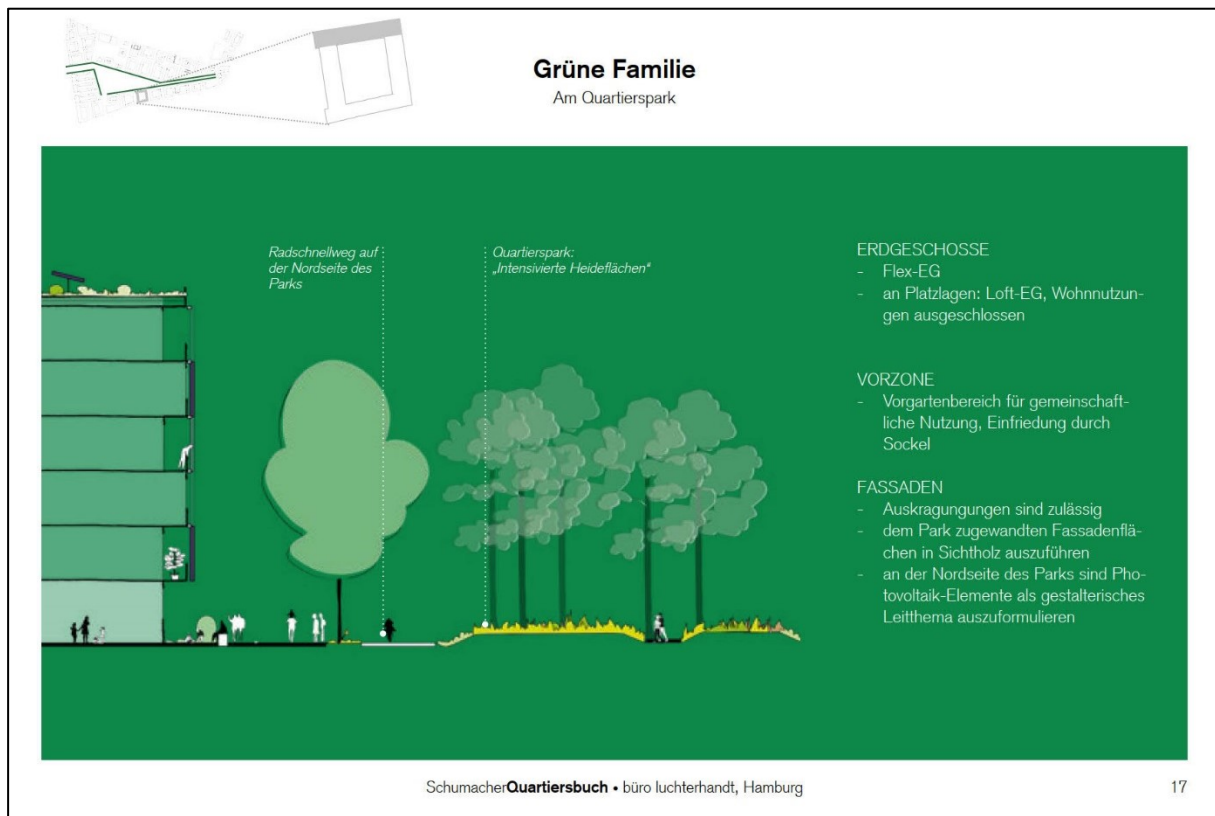 Grüne Familie
Am Quartierspark
Radschnellweg auf
der Nordseite des
Parks
Quartierspark:
„Intensivierte Heideflächen“
ERDGESCHOSSE
- Flex-EG
- an Platzlagen: Loft-EG, Wohnnutzun-
gen ausgeschlossen
VORZONE
- Vorgartenbereich für gemeinschaft-
liche Nutzung, Einfriedung durch
Sockel
FASSADEN
- Auskragungungen sind zulässig
- dem Park zugewandten Fassadenflä-
chen in Sichtholz auszuführen
- an der Nordseite des Parks sind Pho-
tovoltaik-Elemente als gestalterisches
Leitthema auszuformulieren
SchumacherQuartiersbuch • büro luchterhandt, Hamburg
17